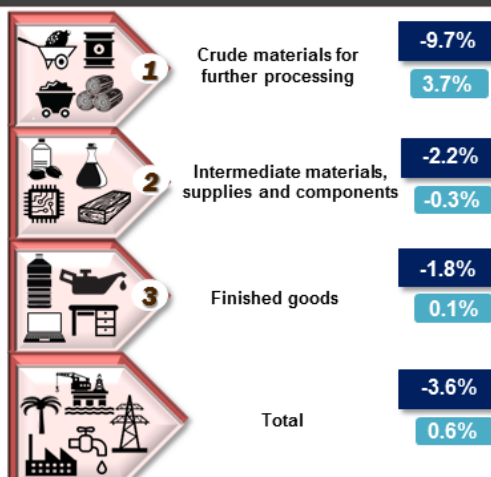 1
Crude materials for
further processing
-9.7%
3.7%
2
Intermediate materials,
supplies and components
-2.2%
-0.3%
3
Finished goods
-1.8%
0.1%
Total
-3.6%
0.6%